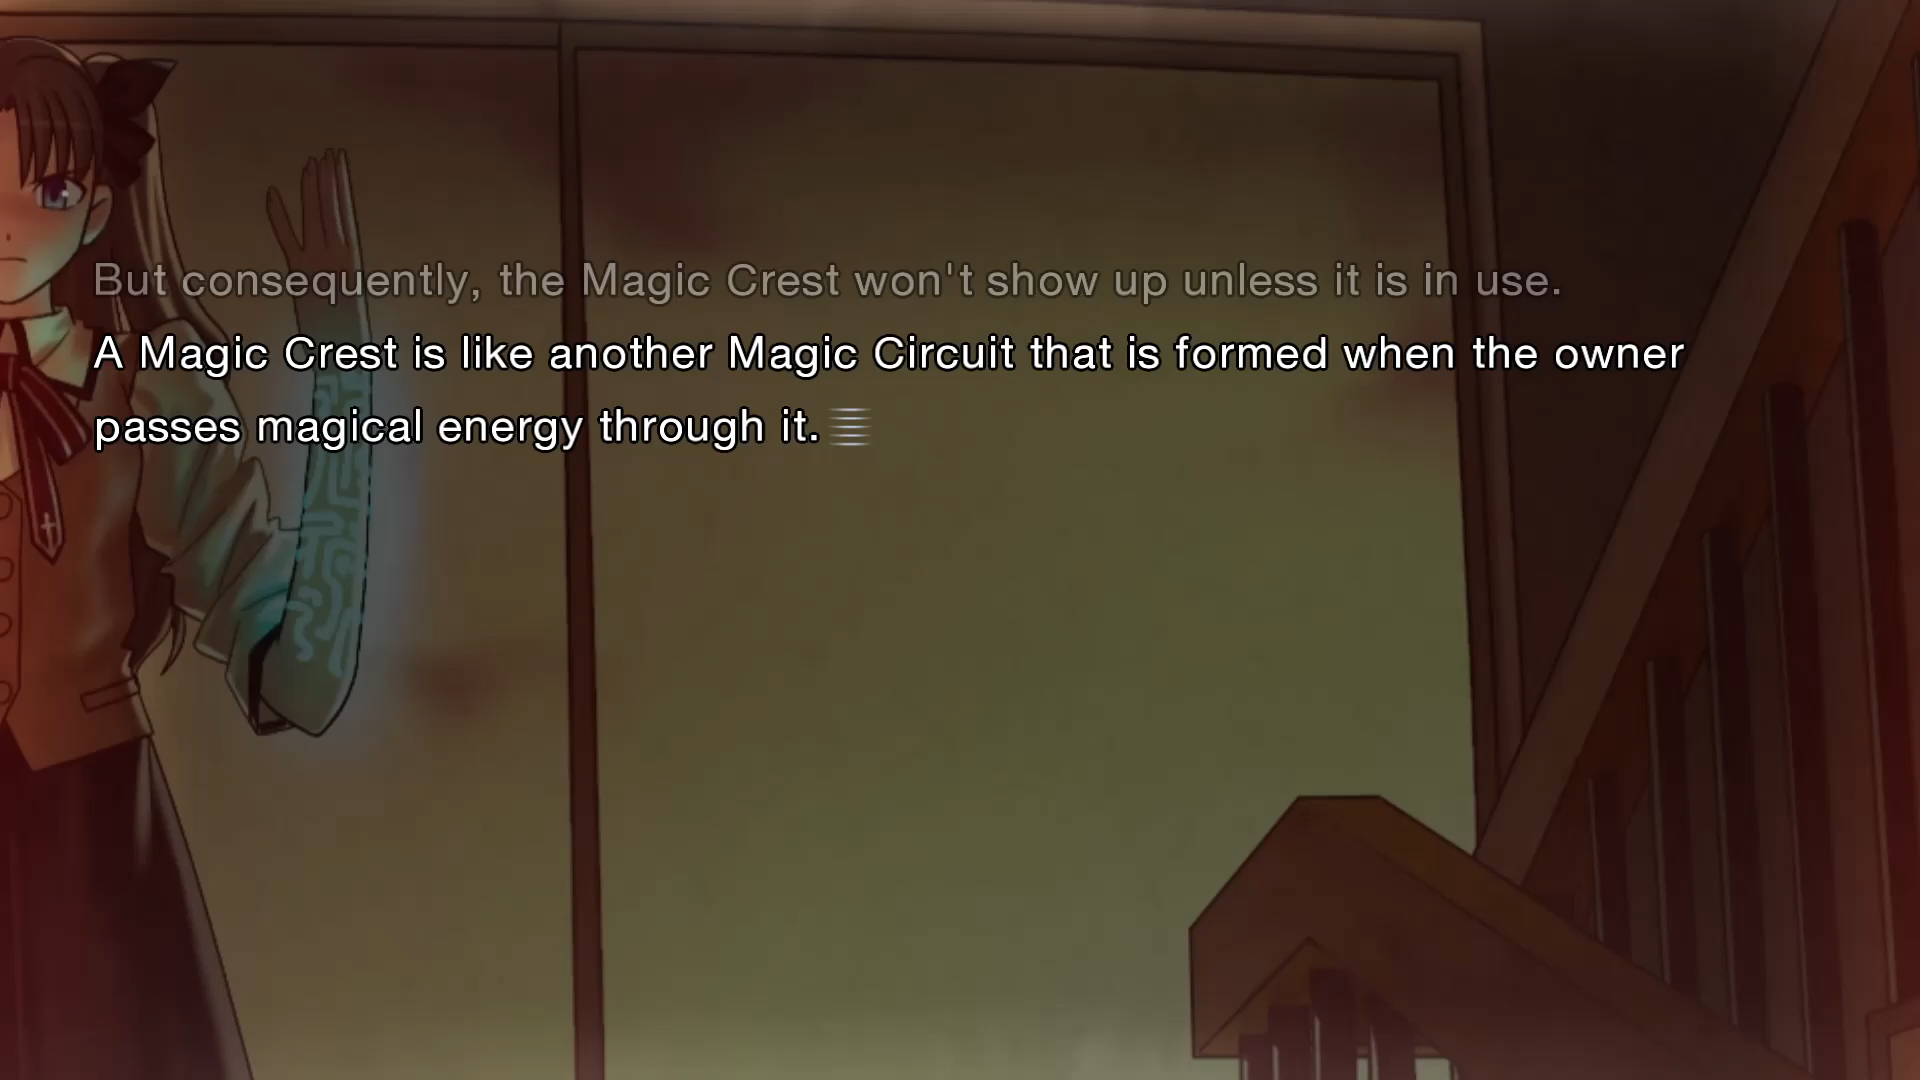 But consequently, the Magic Crest won't show up unless it is in use.
A Magic Crest is like another Magic Circuit that is formed when the owner
passes magical energy through it.